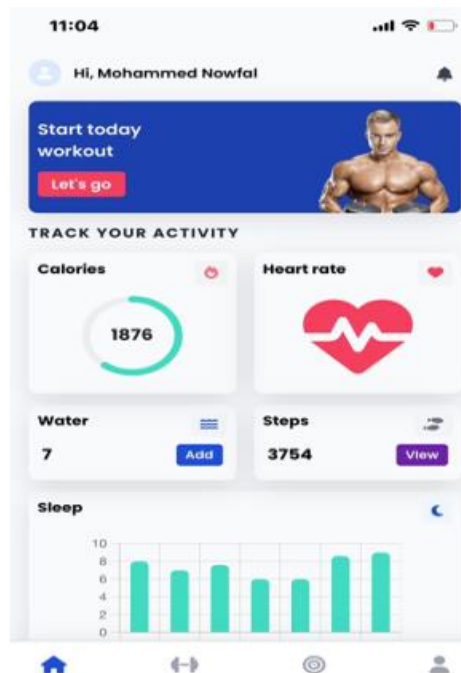 11:04
Hi, Mohammed Nowfal
Start today
workout
Let's go
TRACK YOUR ACTIVITY
Calories
Heart rate
1876
Water
Steps
7
Add
3754
View
Sleep
10
8
6
4
2
0